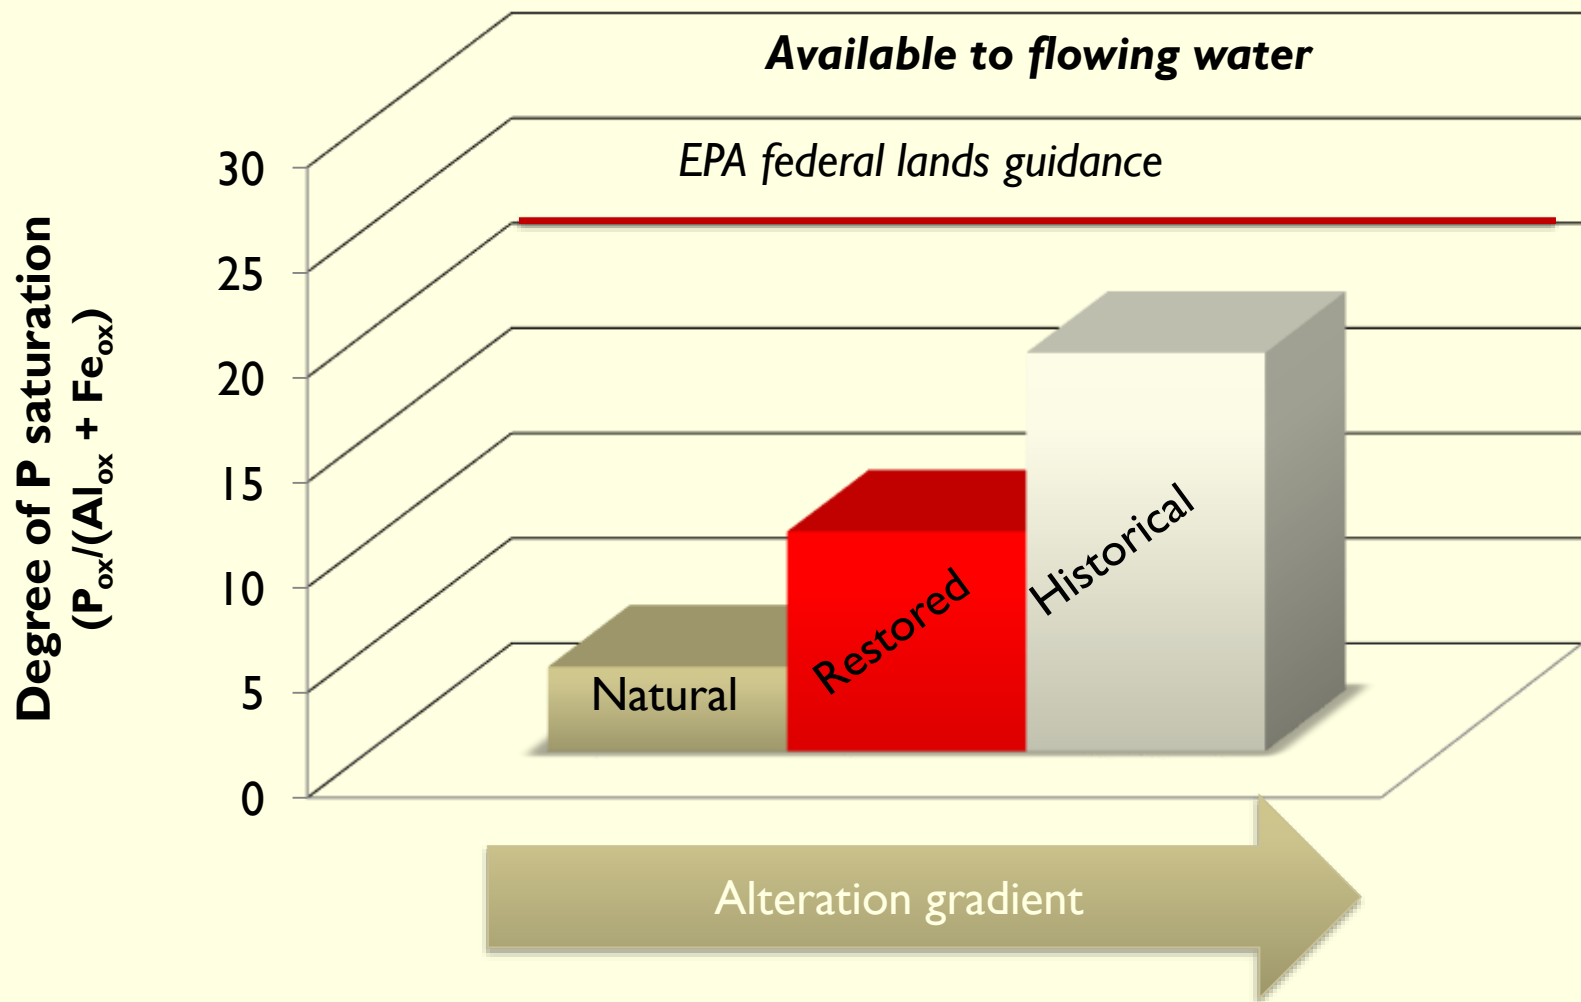 Available to flowing water
EPA federal lands guidance
Degree of P saturation
(Pox/(Alox + Feox)
30
25
20
15
10
5
0
Natural
Restored
Historical
Alteration gradient